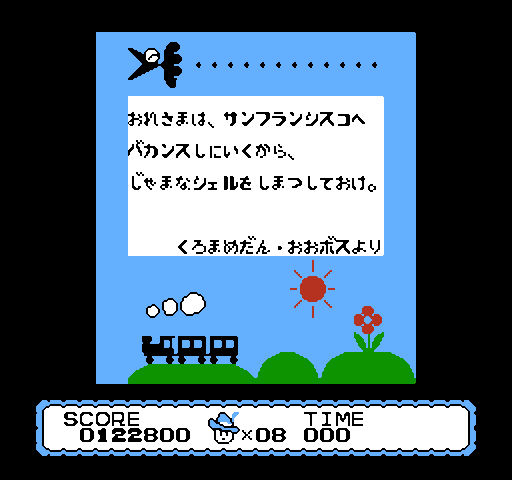 おれさまは、サンフランシスコへ
バカンスしにいくから、
じゃまなシェルをしまつしておけ。
くろまめだん・おおボスより
SCORE
0122800
×08
TIME
000